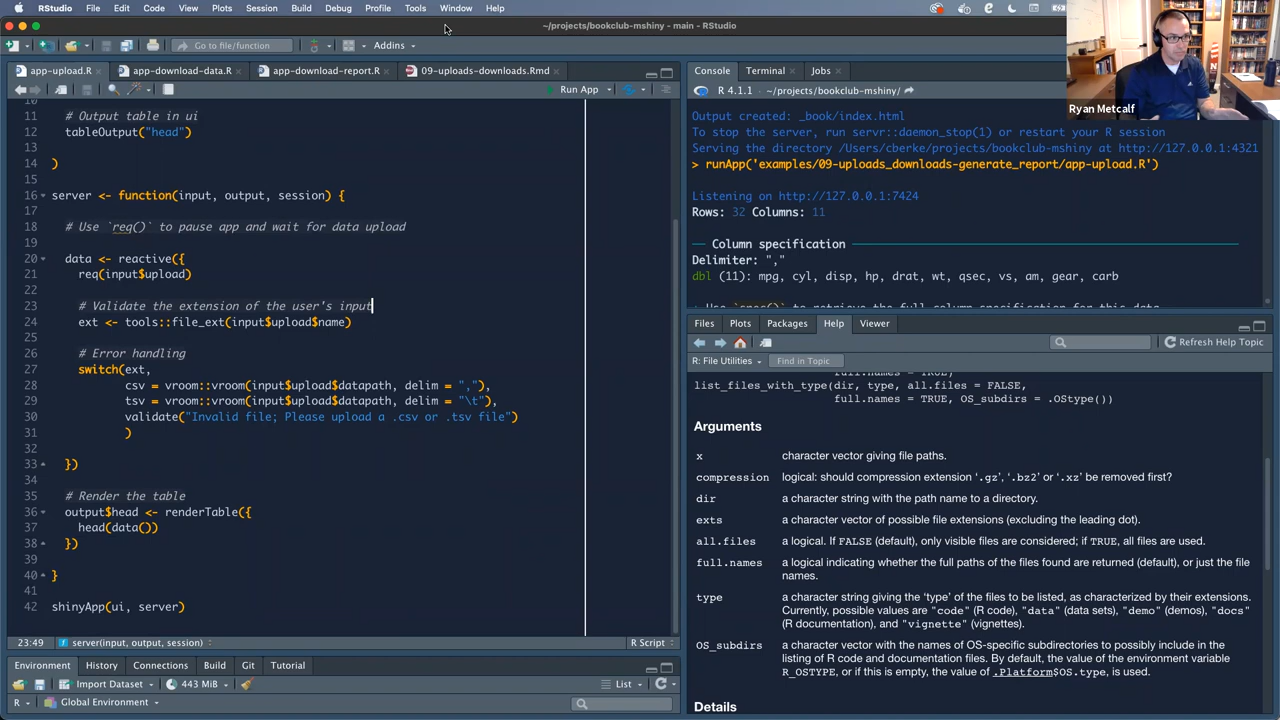 RStudio File Edit Code View Plots Session Build Debug Profile Tools Window Help
~/projects/bookclub-mshiny - main - RStudio
Go to file/function Addins
app-upload.R app-download-data.R app-download-report.R 09-uploads-downloads.Rmd
Run App
10
11 # Output table in ui
12 tableOutput("head")
13
14 )
15
16 server <- function(input, output, session) {
17
18 # Use `req()` to pause app and wait for data upload
19
20 data <- reactive({
21 req(input$upload)
22
23 # Validate the extension of the user's input
24 ext <- tools::file_ext(input$upload$name)
25
26 # Error handling
27 switch(ext,
28 csv = vroom::vroom(input$upload$datapath, delim = ","),
29 tsv = vroom::vroom(input$upload$datapath, delim = "\t"),
30 validate("Invalid file; Please upload a .csv or .tsv file")
31 )
32
33 })
34
35 # Render the table
36 output$head <- renderTable({
37 head(data())
38 })
39
40 }
41
42 shinyApp(ui, server)
23:49 server(input, output, session) R Script
Environment History Connections Build Git Tutorial
Import Dataset 443 MiB List
R Global Environment
Console Terminal Jobs
R 4.1.1 · ~/projects/bookclub-mshiny/
Output created: _book/index.html
To stop the server, run servr::daemon_stop(1) or restart your R session
Serving the directory /Users/cberke/projects/bookclub-mshiny at http://127.0.0.1:4321
> runApp('examples/09-uploads_downloads-generate_report/app-upload.R')
Listening on http://127.0.0.1:7424
Rows: 32 Columns: 11
── Column specification
Delimiter: ","
dbl (11): mpg, cyl, disp, hp, drat, wt, qsec, vs, am, gear, carb
Use `spec()` to retrieve the full column specification for this data.
Ryan Metcalf
Files Plots Packages Help Viewer
Refresh Help Topic
R: File Utilities Find in Topic
full.names = TRUE)
list_files_with_type(dir, type, all.files = FALSE,
full.names = TRUE, OS_subdirs = .OStype())
Arguments
x character vector giving file paths.
compression logical: should compression extension ‘.gz’, ‘.bz2’ or ‘.xz’ be removed first?
dir a character string with the path name to a directory.
exts a character vector of possible file extensions (excluding the leading dot).
all.files a logical. If FALSE (default), only visible files are considered; if TRUE, all files are used.
full.names a logical indicating whether the full paths of the files found are returned (default), or just the file
names.
type a character string giving the ‘type’ of the files to be listed, as characterized by their extensions.
Currently, possible values are "code" (R code), "data" (data sets), "demo" (demos), "docs"
(R documentation), and "vignette" (vignettes).
OS_subdirs a character vector with the names of OS-specific subdirectories to possibly include in the
listing of R code and documentation files. By default, the value of the environment variable
R_OSTYPE, or if this is empty, the value of .Platform$OS.type, is used.
Details